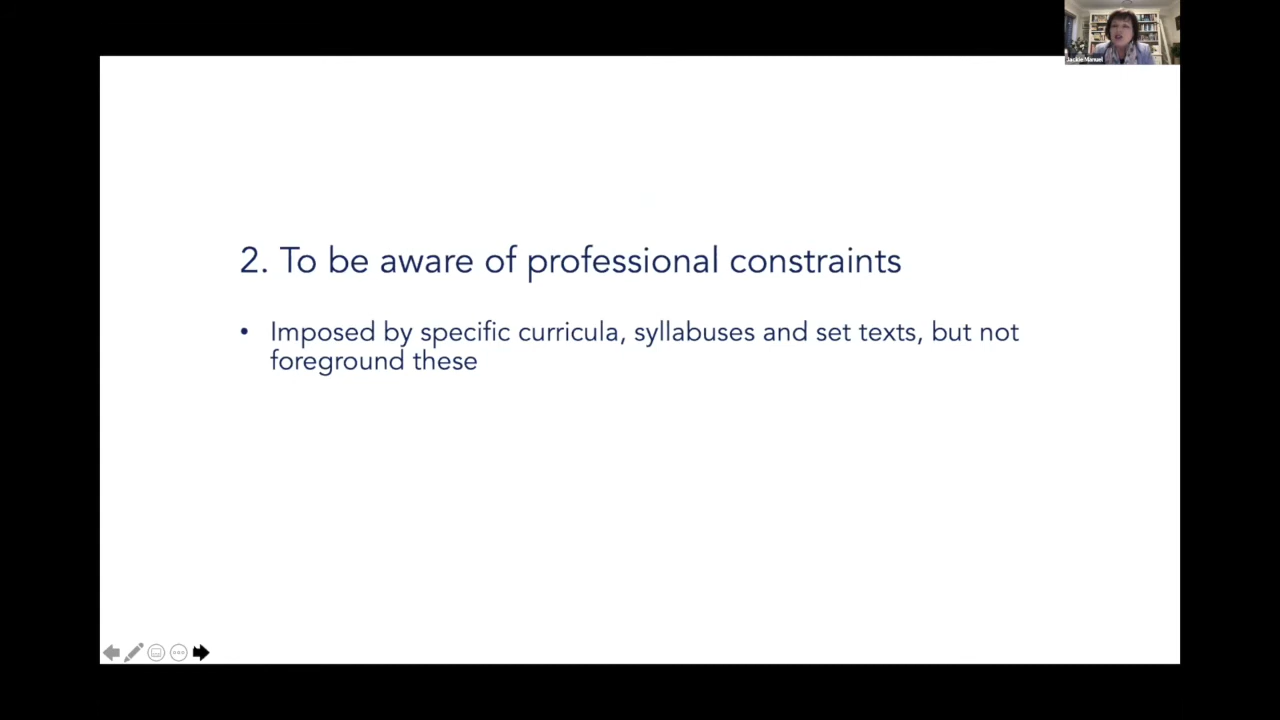 Jackie Manuel
2. To be aware of professional constraints
• Imposed by specific curricula, syllabuses and set texts, but not
foreground these